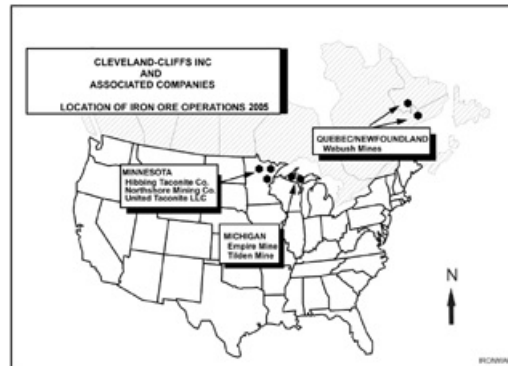 CLEVELAND-CLIFFS INC
AND
ASSOCIATED COMPANIES
LOCATION OF IRON ORE OPERATIONS 2005
QUEBEC/NEWFOUNDLAND
Wabush Mines
MINNESOTA
Hibbing Taconite Co.
Northshore Mining Co.
United Taconite LLC
MICHIGAN
Empire Mine
Tilden Mine
N